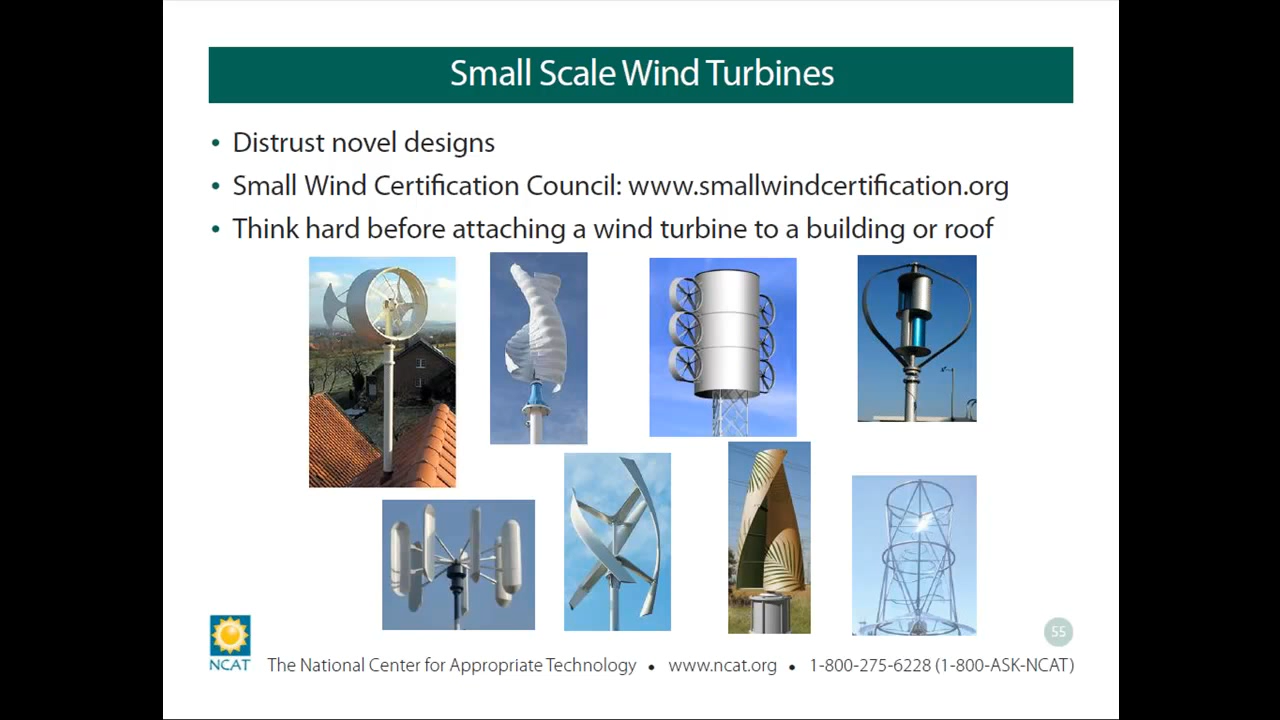 Small Scale Wind Turbines
• Distrust novel designs
• Small Wind Certification Council: www.smallwindcertification.org
• Think hard before attaching a wind turbine to a building or roof
55
NCAT
The National Center for Appropriate Technology • www.ncat.org • 1-800-275-6228 (1-800-ASK-NCAT)